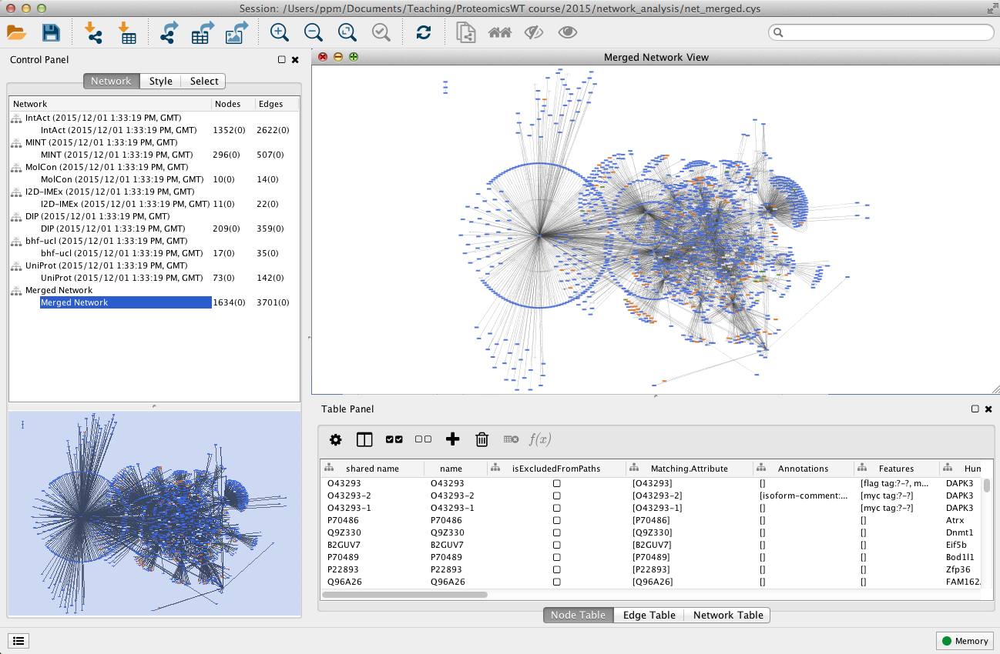 Session: /Users/ppm/Documents/Teaching/ProteomicsWT course/2015/network_analysis/net_merged.cys
Control Panel
Network Style Select
Network Nodes Edges
IntAct (2015/12/01 1:33:19 PM, GMT)
IntAct (2015/12/01 1:33:19 PM, GMT) 1352(0) 2622(0)
MINT (2015/12/01 1:33:19 PM, GMT)
MINT (2015/12/01 1:33:19 PM, GMT) 296(0) 507(0)
MolCon (2015/12/01 1:33:19 PM, GMT)
MolCon (2015/12/01 1:33:19 PM, GMT) 10(0) 14(0)
I2D-IMEx (2015/12/01 1:33:19 PM, GMT)
I2D-IMEx (2015/12/01 1:33:19 PM, GMT) 11(0) 22(0)
DIP (2015/12/01 1:33:19 PM, GMT)
DIP (2015/12/01 1:33:19 PM, GMT) 209(0) 359(0)
bhf-ucl (2015/12/01 1:33:19 PM, GMT)
bhf-ucl (2015/12/01 1:33:19 PM, GMT) 17(0) 35(0)
UniProt (2015/12/01 1:33:19 PM, GMT)
UniProt (2015/12/01 1:33:19 PM, GMT) 73(0) 142(0)
Merged Network
Merged Network 1634(0) 3701(0)
Merged Network View
Table Panel
f(x)
shared name name isExcludedFromPaths Matching.Attribute Annotations Features Hun
O43293 O43293 [O43293] [] [flag tag:?-?, m... DAPK3
O43293-2 O43293-2 [O43293-2] [isoform-comment:... [myc tag:?-?] DAPK3
O43293-1 O43293-1 [O43293-1] [] [myc tag:?-?] DAPK3
P70486 P70486 [P70486] [] [] Atrx
Q9Z330 Q9Z330 [Q9Z330] [] [] Dnmt1
B2GUV7 B2GUV7 [B2GUV7] [] [] Eif5b
P70489 P70489 [P70489] [] [] Bod1l1
P22893 P22893 [P22893] [] [] Zfp36
Q96A26 Q96A26 [Q96A26] [] [] FAM162.
Node Table Edge Table Network Table
Memory